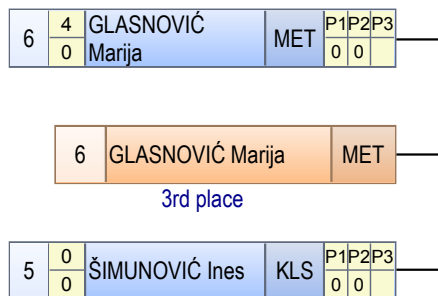 6 4 0 GLASNOVIĆ Marija MET P1 P2 P3 0 0
6 GLASNOVIĆ Marija MET
3rd place
5 0 0 ŠIMUNOVIĆ Ines KLS P1 P2 P3 0 0